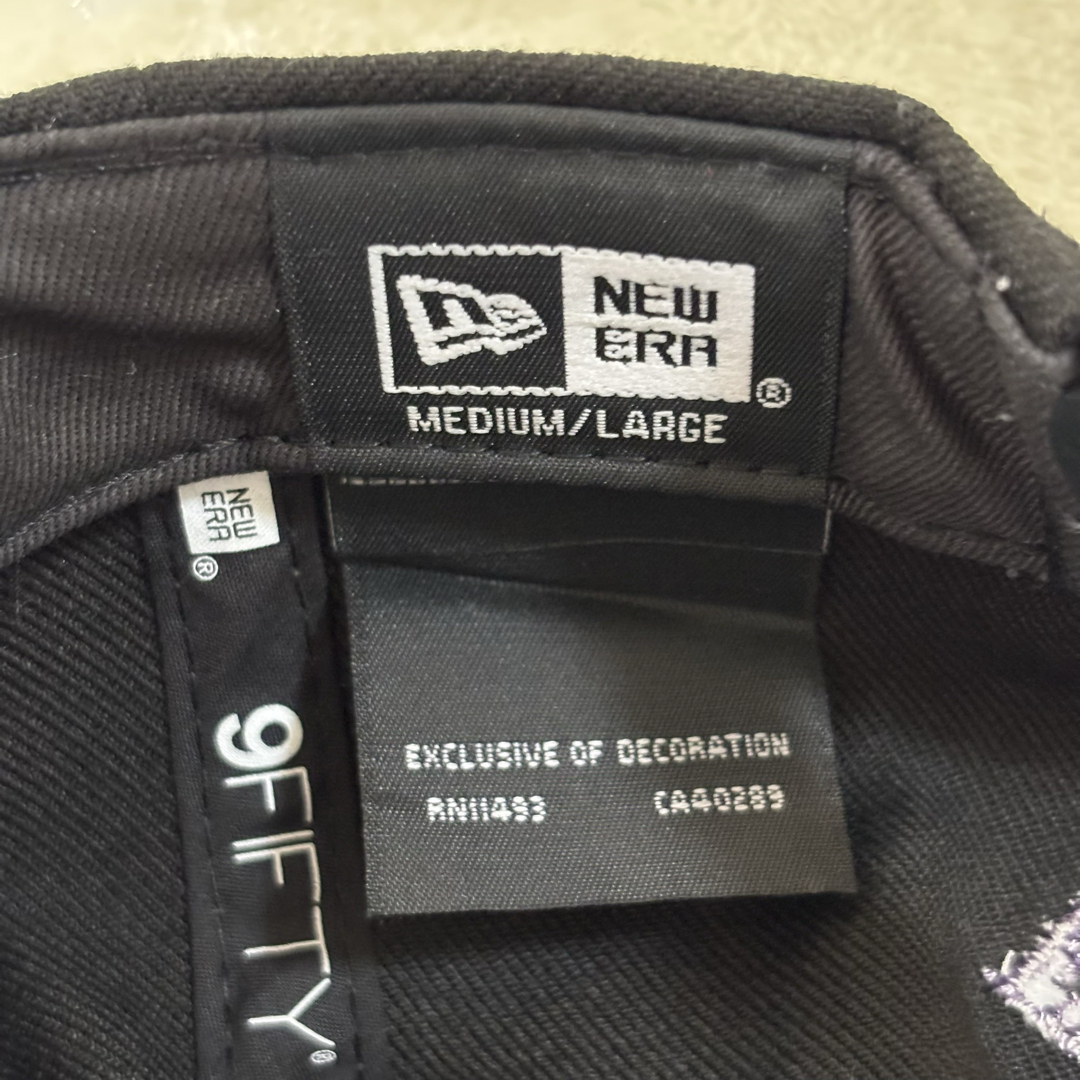 NEW
ERA
®
MEDIUM/LARGE
NEW
ERA
®
9FIFTY
®
EXCLUSIVE OF DECORATION
RN11493 CA40289